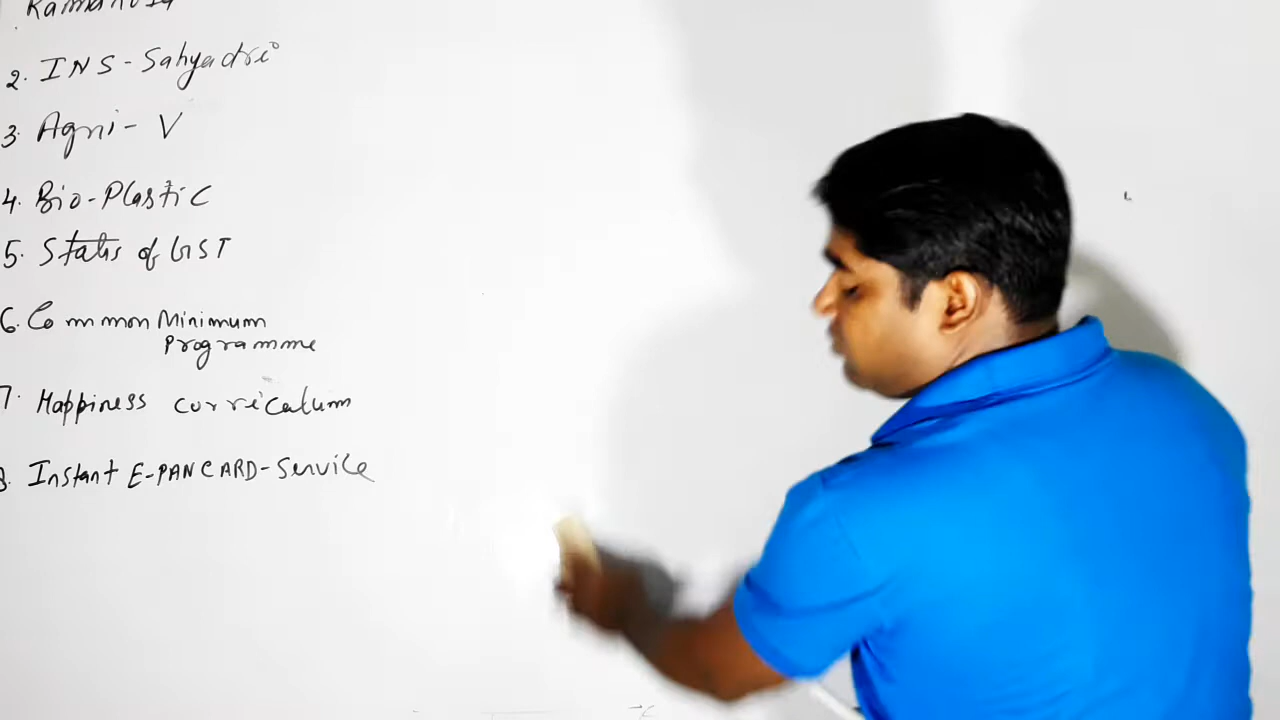 2. INS-Sahyadri
3. Agni-V
4. Bio-Plastic
5. Status of GST
6. Common Minimum
Programme
7. Happiness curriculum
8. Instant E-PANCARD-Service